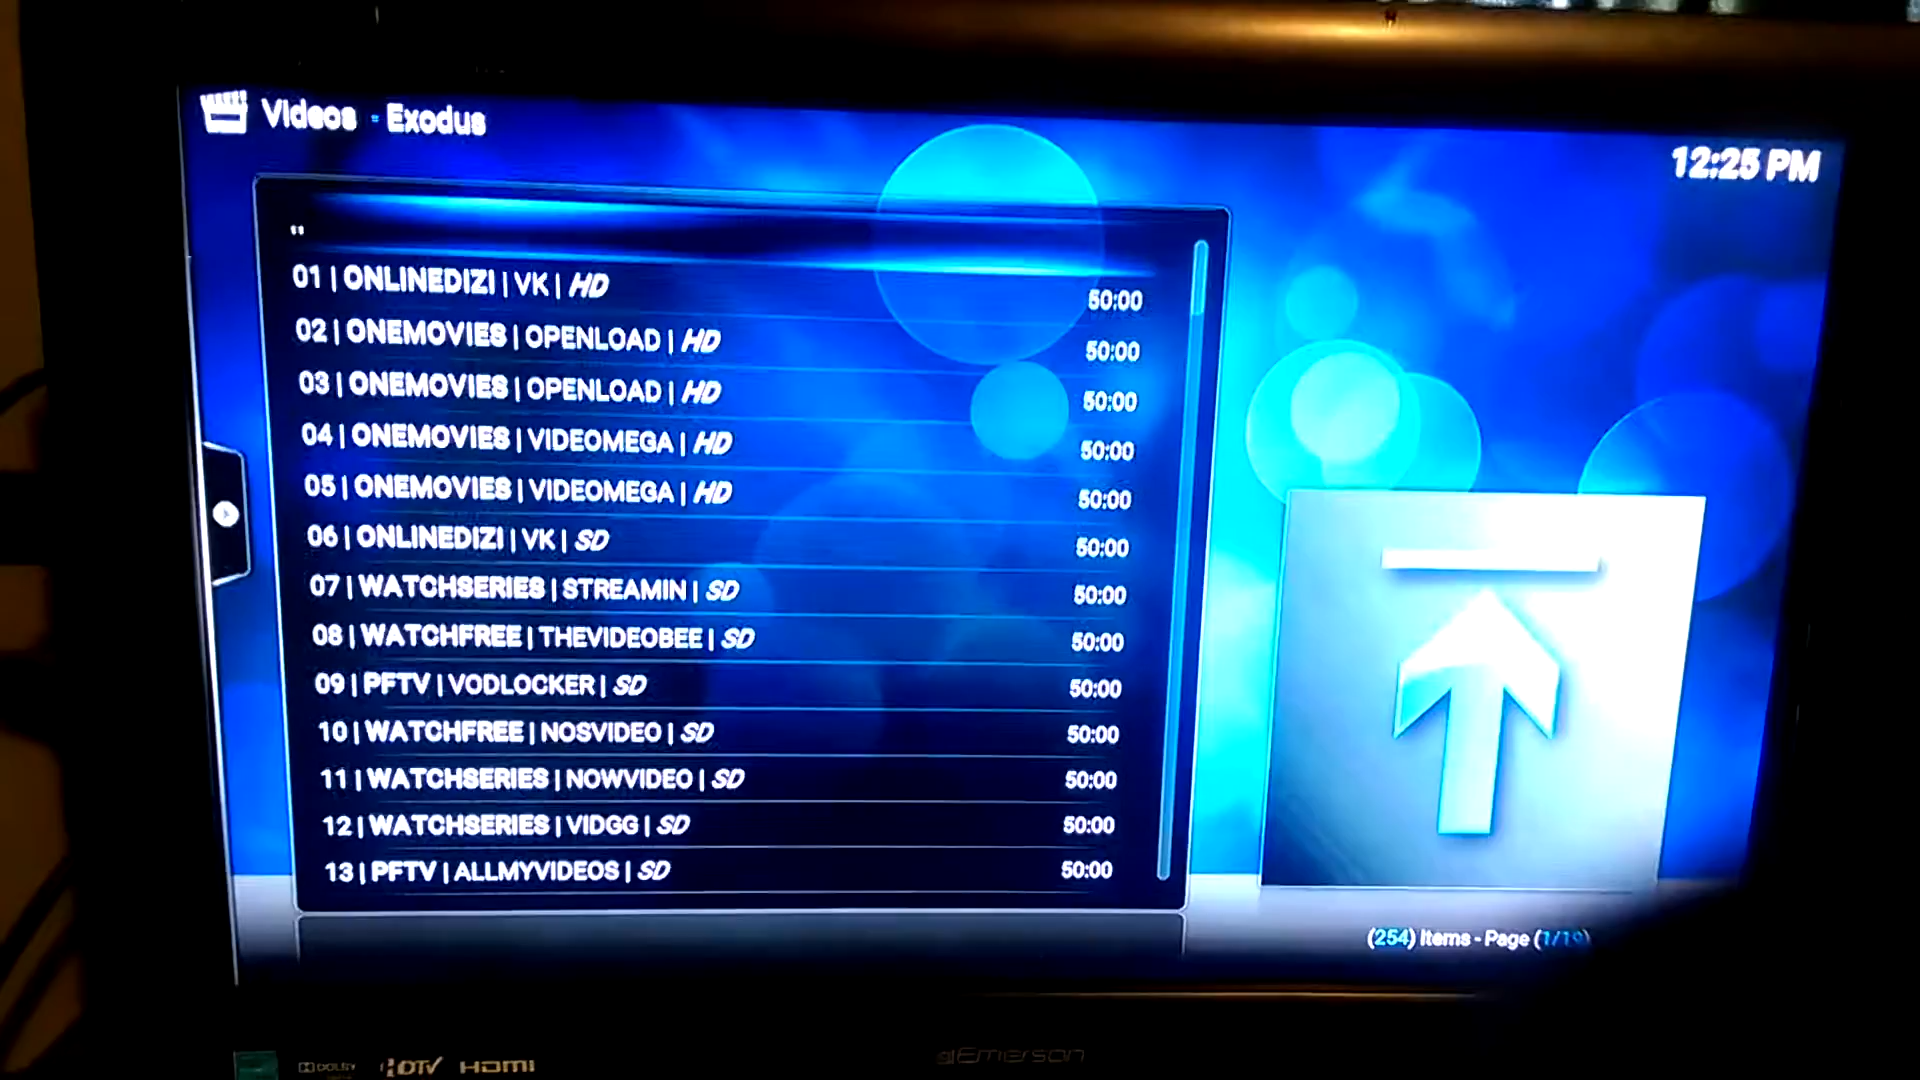 Videos - Exodus
12:25 PM
..
01 | ONLINEDIZI | VK | HD 50:00
02 | ONEMOVIES | OPENLOAD | HD 50:00
03 | ONEMOVIES | OPENLOAD | HD 50:00
04 | ONEMOVIES | VIDEOMEGA | HD 50:00
05 | ONEMOVIES | VIDEOMEGA | HD 50:00
06 | ONLINEDIZI | VK | SD 50:00
07 | WATCHSERIES | STREAMIN | SD 50:00
08 | WATCHFREE | THEVIDEOBEE | SD 50:00
09 | PFTV | VODLOCKER | SD 50:00
10 | WATCHFREE | NOSVIDEO | SD 50:00
11 | WATCHSERIES | NOWVIDEO | SD 50:00
12 | WATCHSERIES | VIDGG | SD 50:00
13 | PFTV | ALLMYVIDEOS | SD 50:00
(254) Items - Page (1/19)
DOLBY HDTV HDMI
Emerson